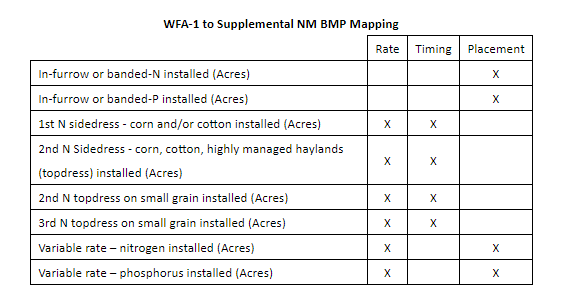 WFA-1 to Supplemental NM BMP Mapping
Rate Timing Placement
In-furrow or banded-N installed (Acres) X
In-furrow or banded-P installed (Acres) X
1st N sidedress - corn and/or cotton installed (Acres) X X
2nd N Sidedress - corn, cotton, highly managed haylands
(topdress) installed (Acres) X X
2nd N topdress on small grain installed (Acres) X X
3rd N topdress on small grain installed (Acres) X X
Variable rate – nitrogen installed (Acres) X X
Variable rate – phosphorus installed (Acres) X X